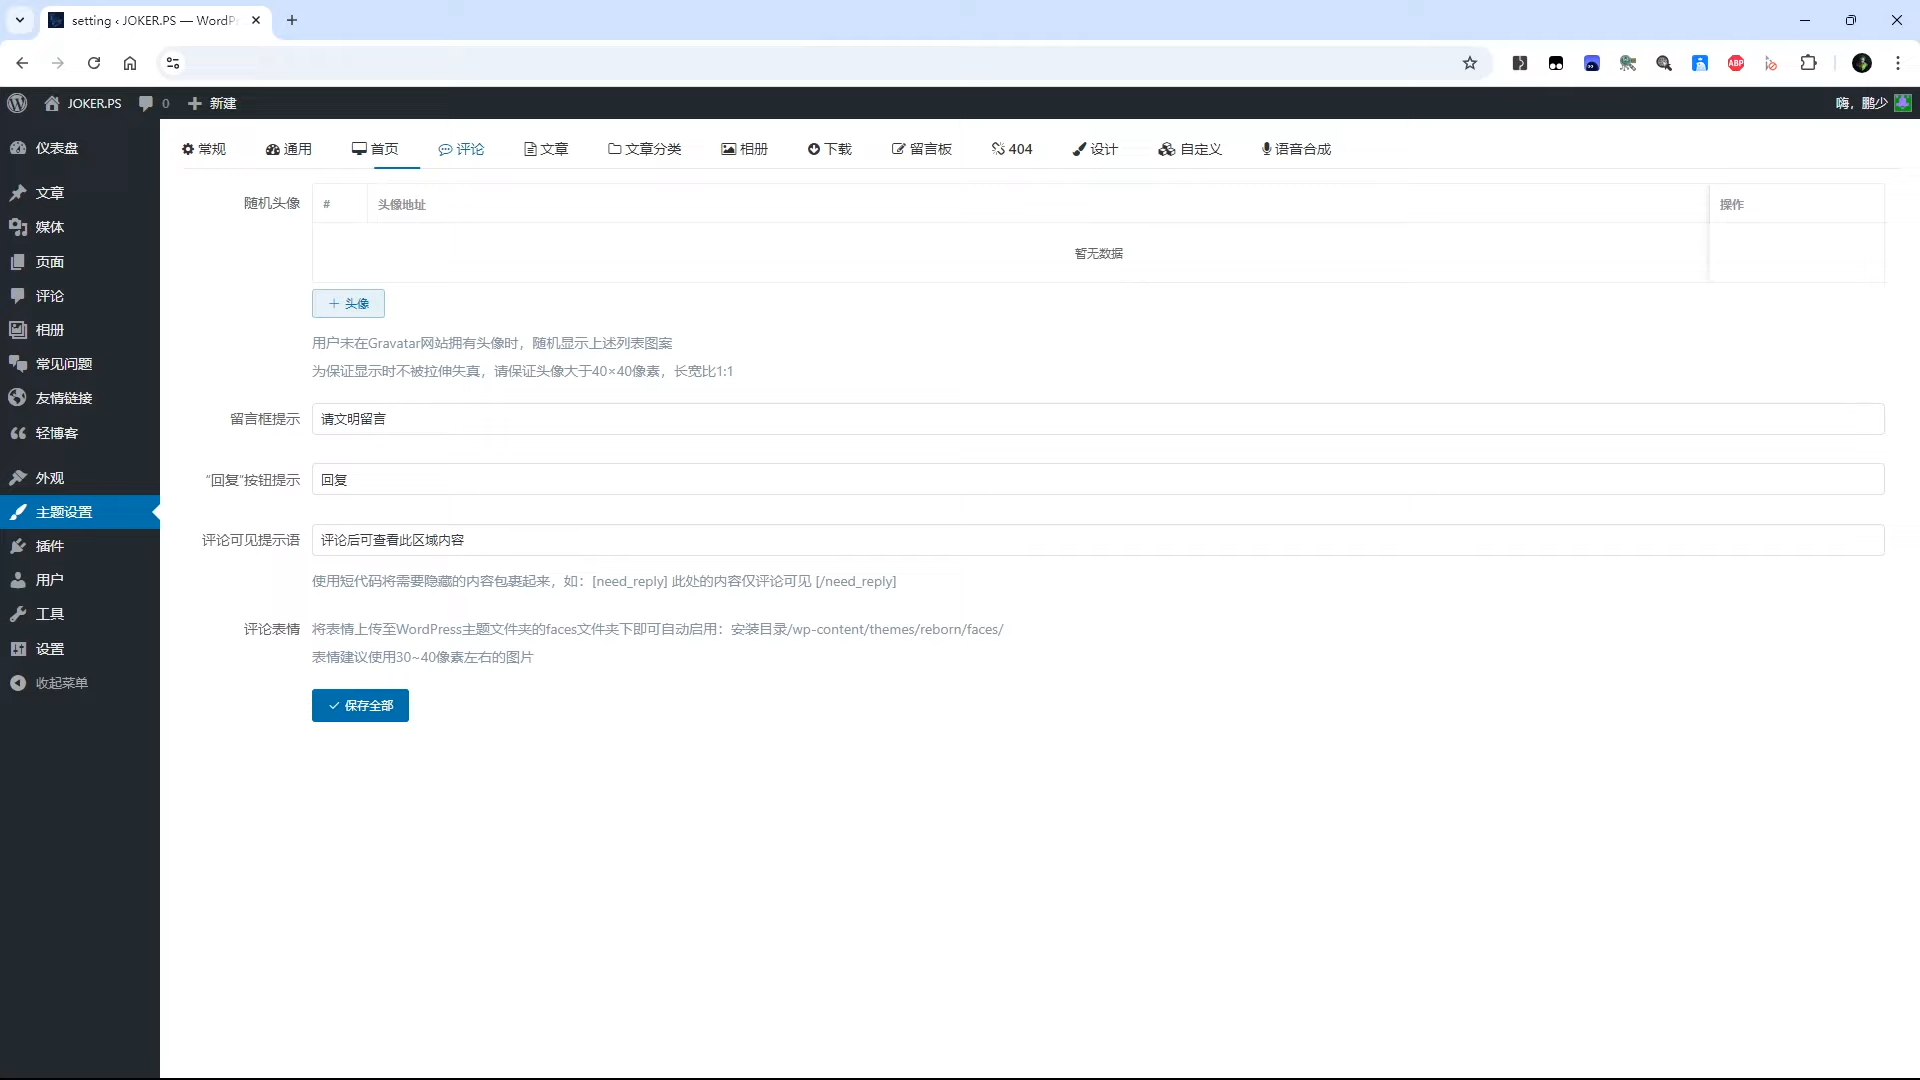 setting ‹ JOKER.PS — WordP
JOKER.PS
0
新建
嗨，鹏少
仪表盘
文章
媒体
页面
评论
相册
常见问题
友情链接
轻博客
外观
主题设置
插件
用户
工具
设置
收起菜单
常规
通用
首页
评论
文章
文章分类
相册
下载
留言板
404
设计
自定义
语音合成
随机头像
#
头像地址
操作
暂无数据
头像
用户未在Gravatar网站拥有头像时，随机显示上述列表图案
为保证显示时不被拉伸失真，请保证头像大于40×40像素，长宽比1:1
留言框提示
请文明留言
“回复”按钮提示
回复
评论可见提示语
评论后可查看此区域内容
使用短代码将需要隐藏的内容包裹起来，如：[need_reply] 此处的内容仅评论可见 [/need_reply]
评论表情
将表情上传至WordPress主题文件夹的faces文件夹下即可自动启用：安装目录/wp-content/themes/reborn/faces/
表情建议使用30~40像素左右的图片
保存全部
ABP